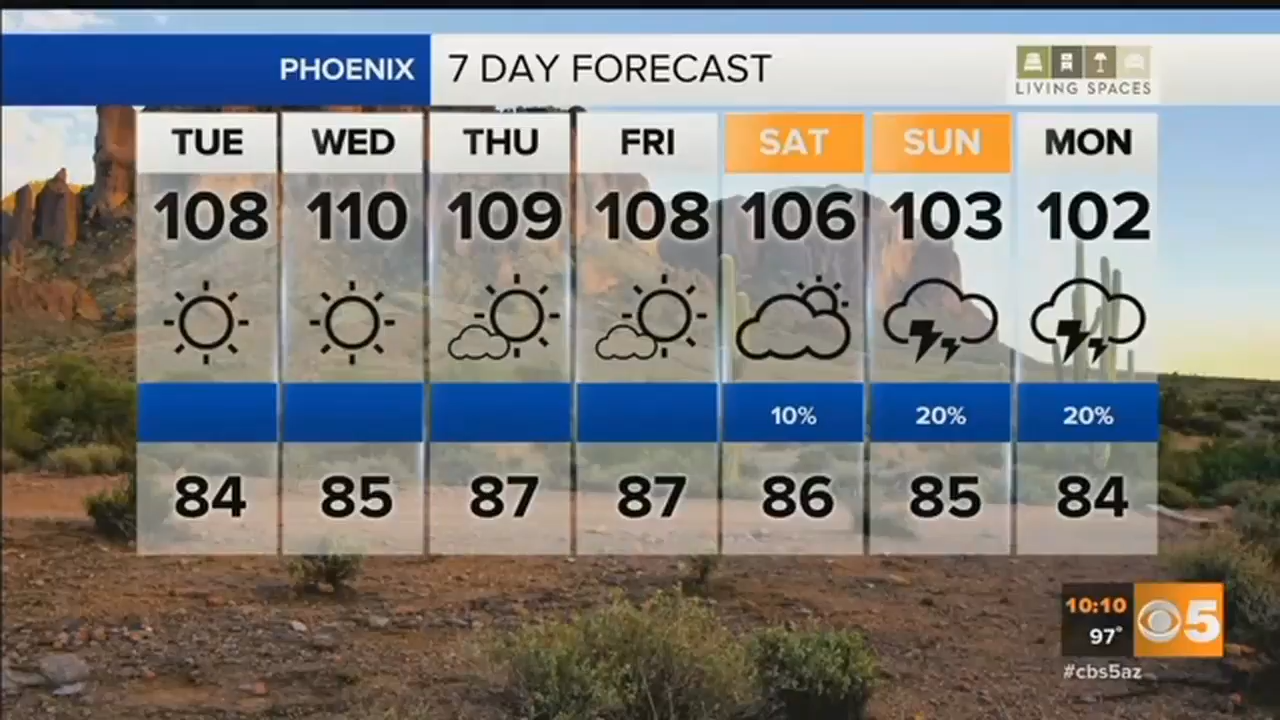 PHOENIX 7 DAY FORECAST
LIVING SPACES
TUE WED THU FRI SAT SUN MON
108 110 109 108 106 103 102
10% 20% 20%
84 85 87 87 86 85 84
10:10
97°
5
#cbs5az